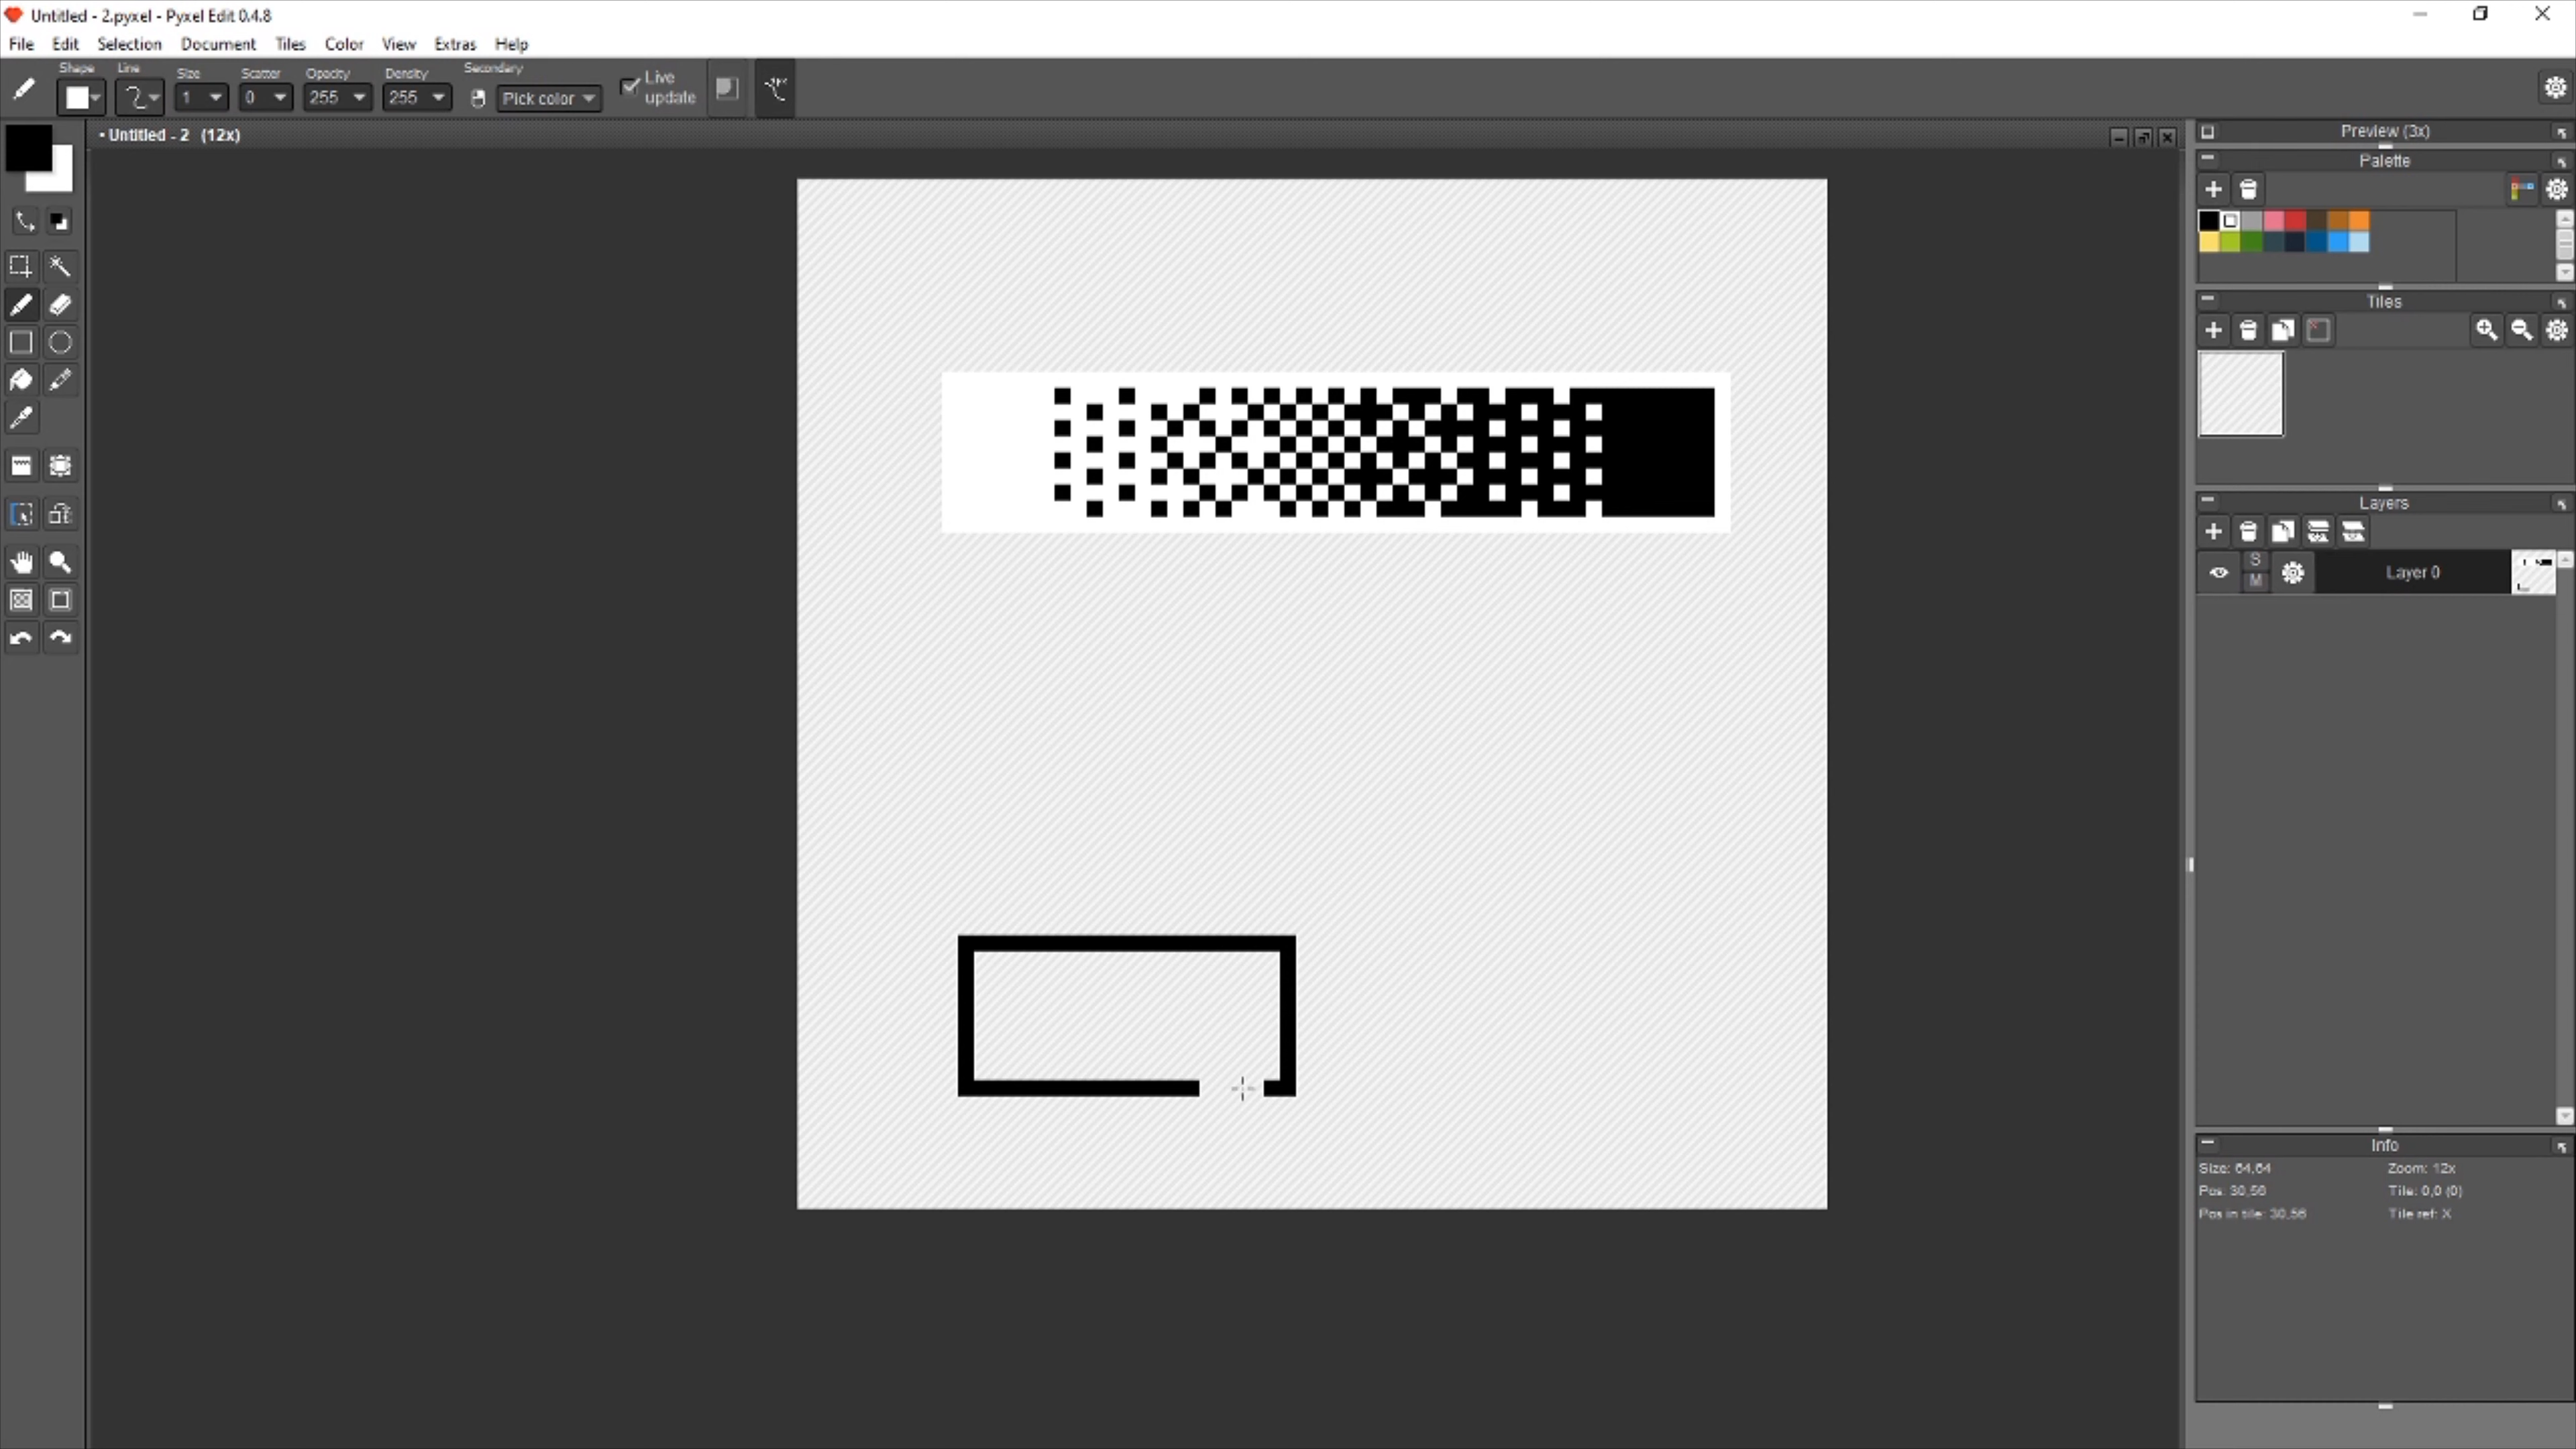 Untitled - 2.pyxel - Pyxel Edit 0.4.8
File Edit Selection Document Tiles Color View Extras Help
Shape Line Size Scatter Opacity Density Secondary
1 0 255 255 Pick color Live update
• Untitled - 2 (12x)
Preview (3x)
Palette
Tiles
Layers
S
M
Layer 0
Info
Size: 64,64 Zoom: 12x
Pos: 30,56 Tile: 0,0 (0)
Pos in tile: 30,56 Tile ref: X